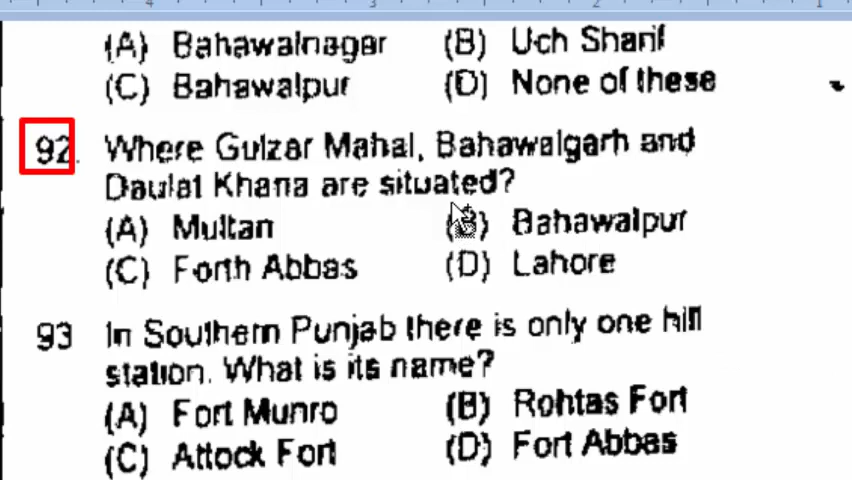 (A) Bahawalnagar (B) Uch Sharif
(C) Bahawalpur (D) None of these
92. Where Gulzar Mahal, Bahawalgarh and
Daulat Khana are situated?
(A) Multan (B) Bahawalpur
(C) Forth Abbas (D) Lahore
93 In Southern Punjab there is only one hill
station. What is its name?
(A) Fort Munro (B) Rohtas Fort
(C) Attock Fort (D) Fort Abbas